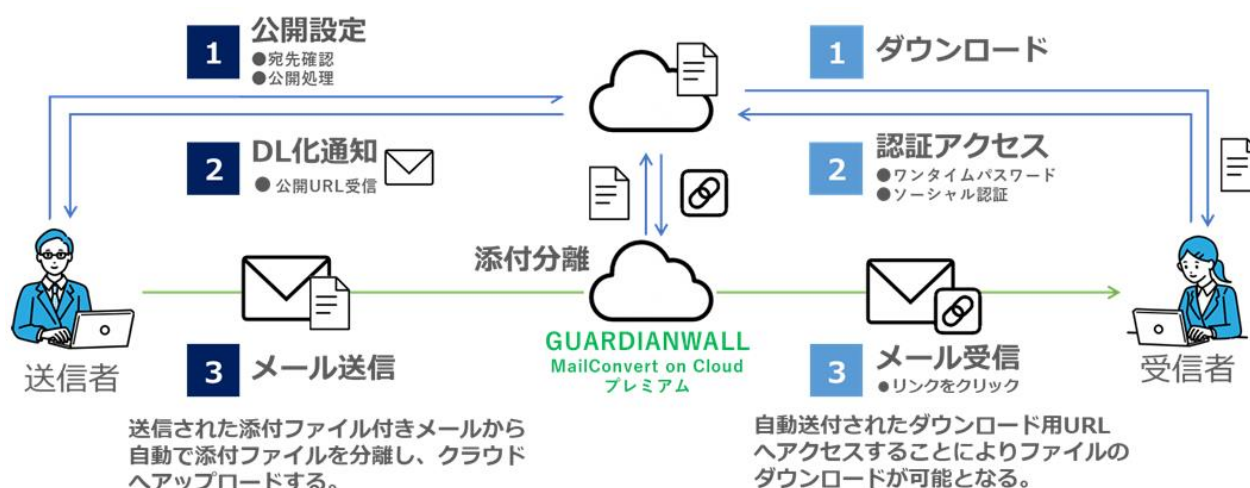 1 公開設定
●宛先確認
●公開処理
2 DL化通知
● 公開URL受信
3 メール送信
送信者
添付分離
GUARDIANWALL
MailConvert on Cloud
プレミアム
1 ダウンロード
2 認証アクセス
●ワンタイムパスワード
●ソーシャル認証
3 メール受信
●リンクをクリック
受信者
送信された添付ファイル付きメールから
自動で添付ファイルを分離し、クラウド
へアップロードする。
自動送付されたダウンロード用URL
へアクセスすることによりファイルの
ダウンロードが可能となる。